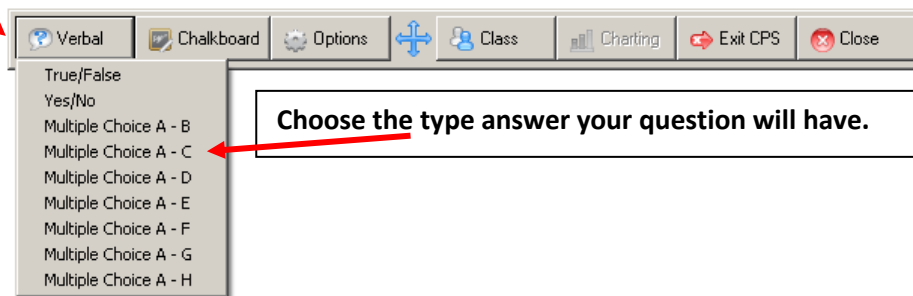 Verbal Chalkboard Options Class Charting Exit CPS Close
True/False
Yes/No
Multiple Choice A - B
Choose the type answer your question will have.
Multiple Choice A - C
Multiple Choice A - D
Multiple Choice A - E
Multiple Choice A - F
Multiple Choice A - G
Multiple Choice A - H